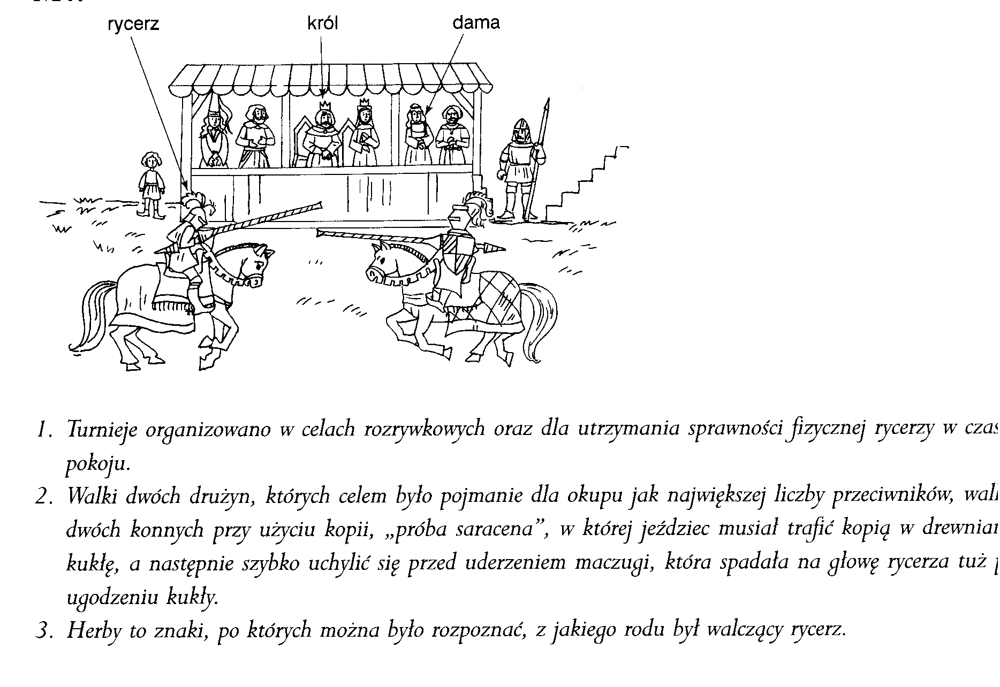 rycerz król dama
1. Turnieje organizowano w celach rozrywkowych oraz dla utrzymania sprawności fizycznej rycerzy w
pokoju.
2. Walki dwóch drużyn, których celem było pojmanie dla okupu jak największej liczby przeciwników,
dwóch konnych przy użyciu kopii, „próba saracena”, w której jeździec musiał trafić kopią w
kukłę, a następnie szybko uchylić się przed uderzeniem maczugi, która spadała na głowę rycerza tuż
ugodzeniu kukły.
3. Herby to znaki, po których można było rozpoznać, z jakiego rodu był walczący rycerz.